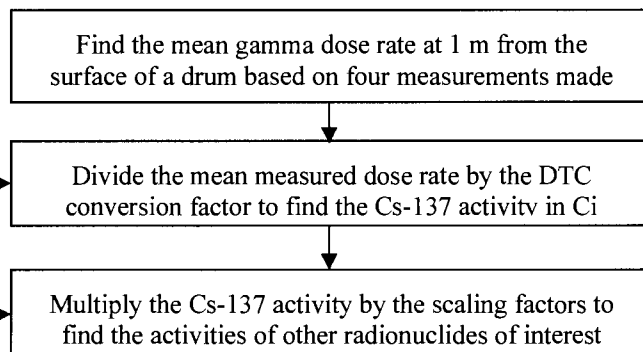 Find the mean gamma dose rate at 1 m from the
surface of a drum based on four measurements made
Divide the mean measured dose rate by the DTC
conversion factor to find the Cs-137 activity in Ci
Multiply the Cs-137 activity by the scaling factors to
find the activities of other radionuclides of interest